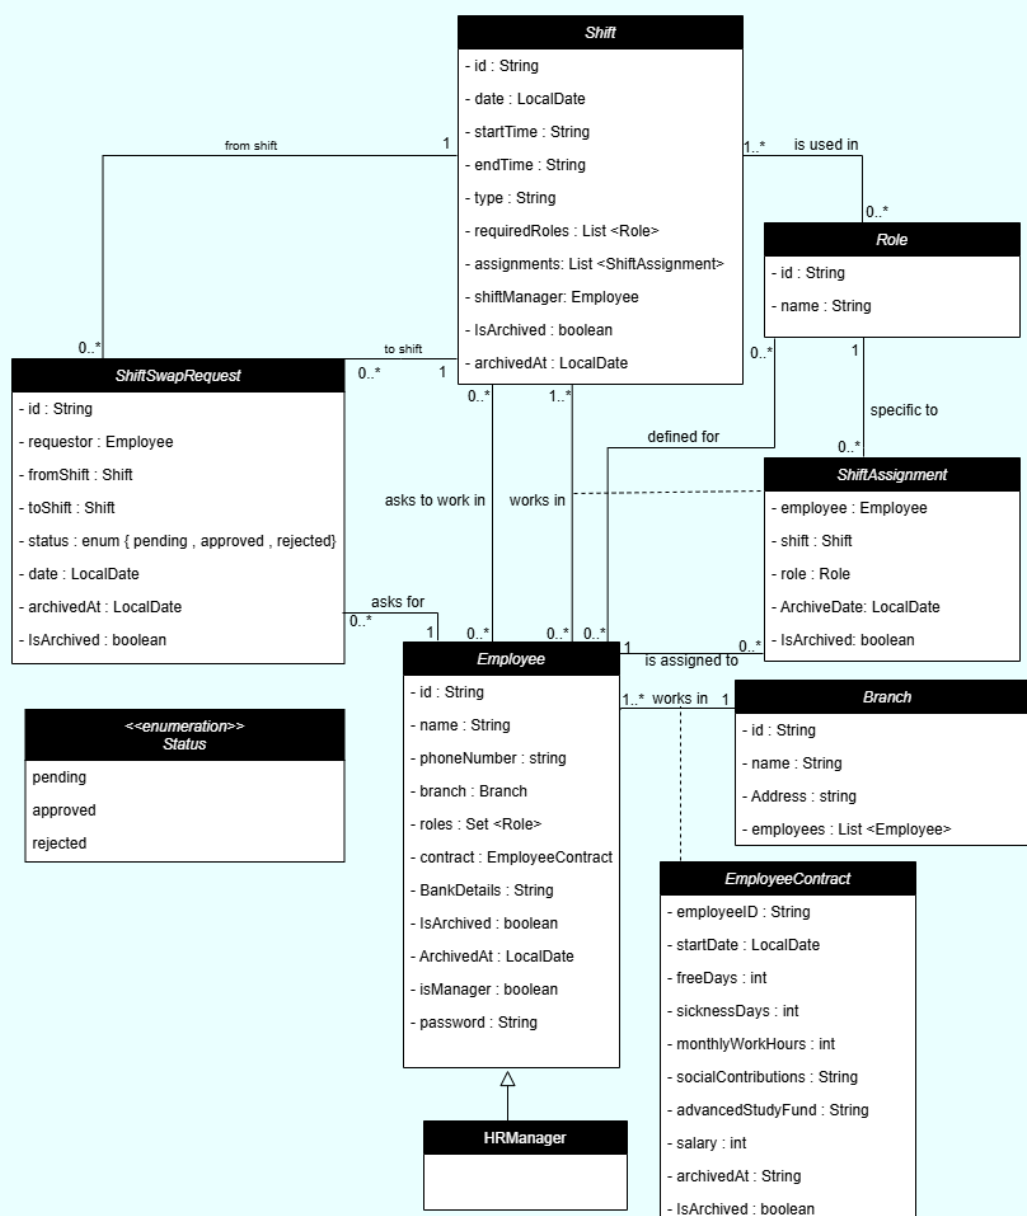 Shift
- id : String
- date : LocalDate
- startTime : String
- endTime : String
- type : String
- requiredRoles : List <Role>
- assignments: List <ShiftAssignment>
- shiftManager: Employee
- IsArchived : boolean
- archivedAt : LocalDate
from shift
1
0..*
to shift
0..*
1
1..*
is used in
0..*
Role
- id : String
- name : String
0..*
1
defined for
specific to
0..*
0..*
1..*
asks to work in
works in
ShiftSwapRequest
- id : String
- requestor : Employee
- fromShift : Shift
- toShift : Shift
- status : enum { pending , approved , rejected}
- date : LocalDate
- archivedAt : LocalDate
- IsArchived : boolean
ShiftAssignment
- employee : Employee
- shift : Shift
- role : Role
- ArchiveDate: LocalDate
- IsArchived: boolean
asks for
0..*
1
0..*
0..*
0..*
1
is assigned to
0..*
Employee
- id : String
- name : String
- phoneNumber : string
- branch : Branch
- roles : Set <Role>
- contract : EmployeeContract
- BankDetails : String
- IsArchived : boolean
- ArchivedAt : LocalDate
- isManager : boolean
- password : String
1..*
works in
1
Branch
- id : String
- name : String
- Address : string
- employees : List <Employee>
<<enumeration>>
Status
pending
approved
rejected
EmployeeContract
- employeeID : String
- startDate : LocalDate
- freeDays : int
- sicknessDays : int
- monthlyWorkHours : int
- socialContributions : String
- advancedStudyFund : String
- salary : int
- archivedAt : String
- IsArchived : boolean
HRManager